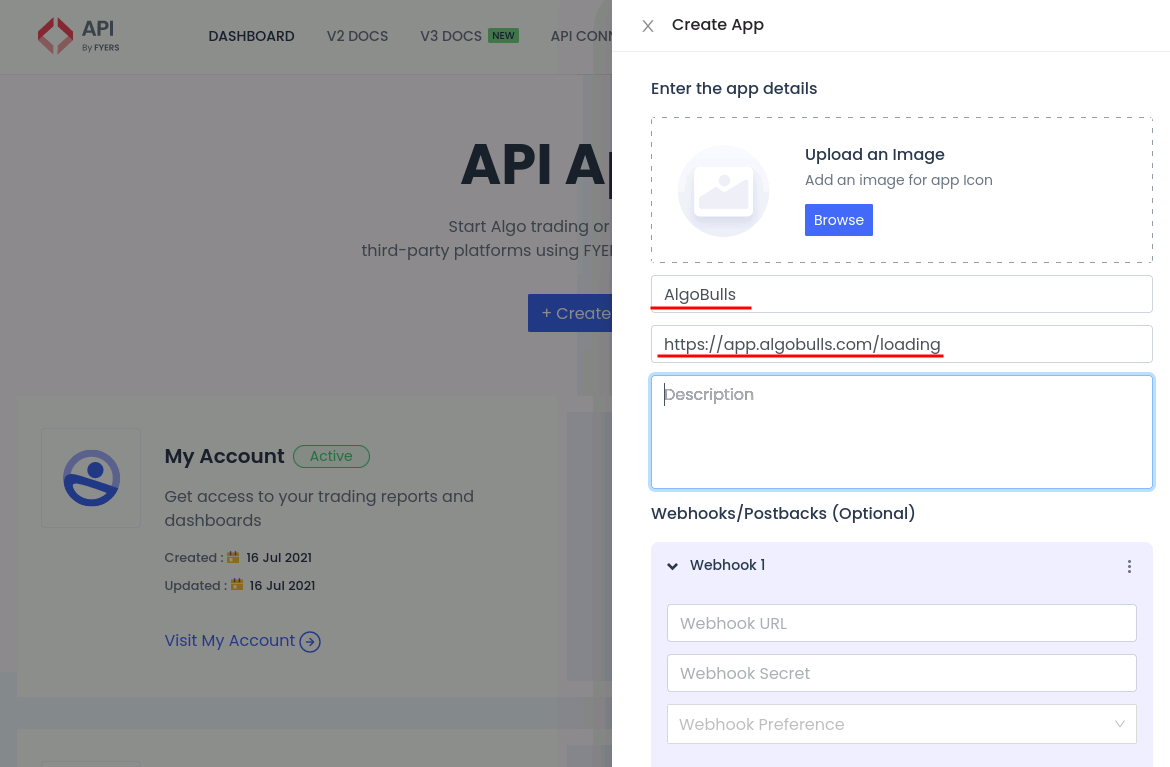 API
By FYERS
DASHBOARD
V2 DOCS
V3 DOCS NEW
API CONN
API Ap
Start Algo trading or
third-party platforms using FYE
+ Create
My Account Active
Get access to your trading reports and
dashboards
Created : 16 Jul 2021
Updated : 16 Jul 2021
Visit My Account
Create App
Enter the app details
Upload an Image
Add an image for app Icon
Browse
AlgoBulls
https://app.algobulls.com/loading
Description
Webhooks/Postbacks (Optional)
Webhook 1
Webhook URL
Webhook Secret
Webhook Preference